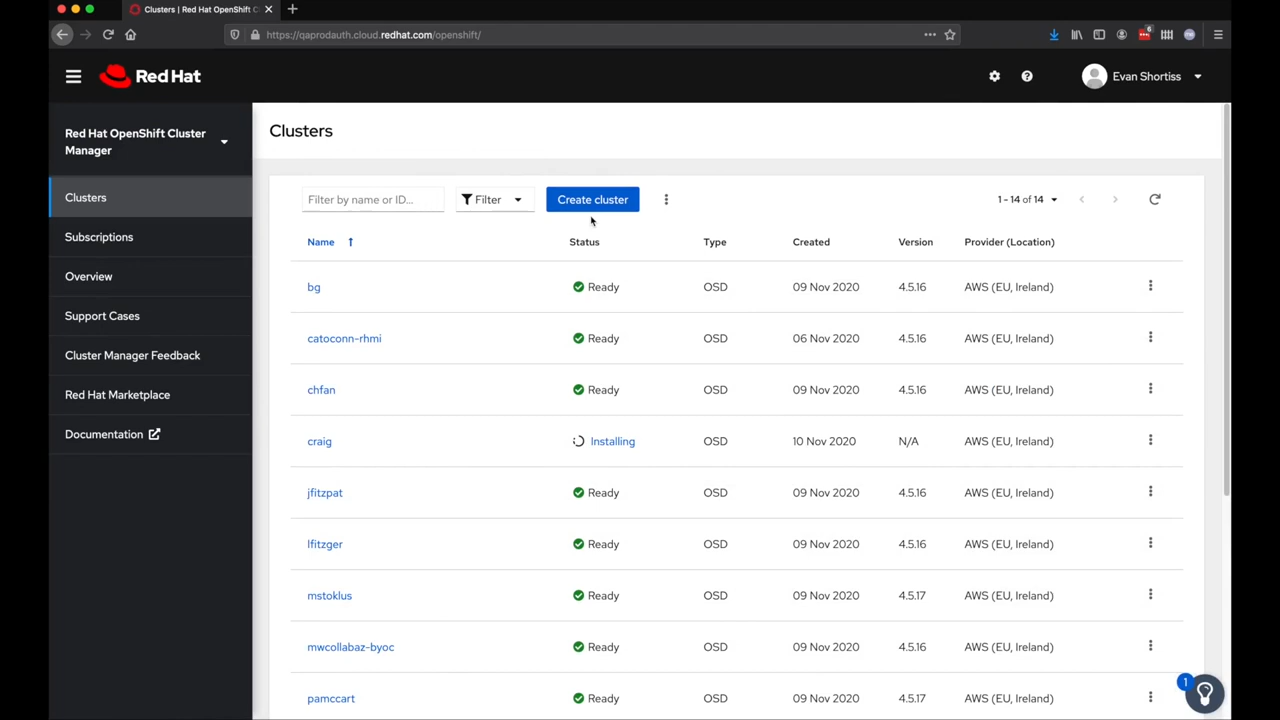 Clusters | Red Hat OpenShift C
https://qaprodauth.cloud.redhat.com/openshift/
6
Red Hat
Evan Shortiss
Red Hat OpenShift Cluster
Manager
Clusters
Subscriptions
Overview
Support Cases
Cluster Manager Feedback
Red Hat Marketplace
Documentation
Clusters
Filter by name or ID...
Filter
Create cluster
1 - 14 of 14
Name Status Type Created Version Provider (Location)
bg Ready OSD 09 Nov 2020 4.5.16 AWS (EU, Ireland)
catoconn-rhmi Ready OSD 06 Nov 2020 4.5.16 AWS (EU, Ireland)
chfan Ready OSD 09 Nov 2020 4.5.16 AWS (EU, Ireland)
craig Installing OSD 10 Nov 2020 N/A AWS (EU, Ireland)
jfitzpat Ready OSD 09 Nov 2020 4.5.16 AWS (EU, Ireland)
lfitzger Ready OSD 09 Nov 2020 4.5.16 AWS (EU, Ireland)
mstoklus Ready OSD 09 Nov 2020 4.5.17 AWS (EU, Ireland)
mwcollabaz-byoc Ready OSD 09 Nov 2020 4.5.16 AWS (EU, Ireland)
pamccart Ready OSD 09 Nov 2020 4.5.17 AWS (EU, Ireland)
1